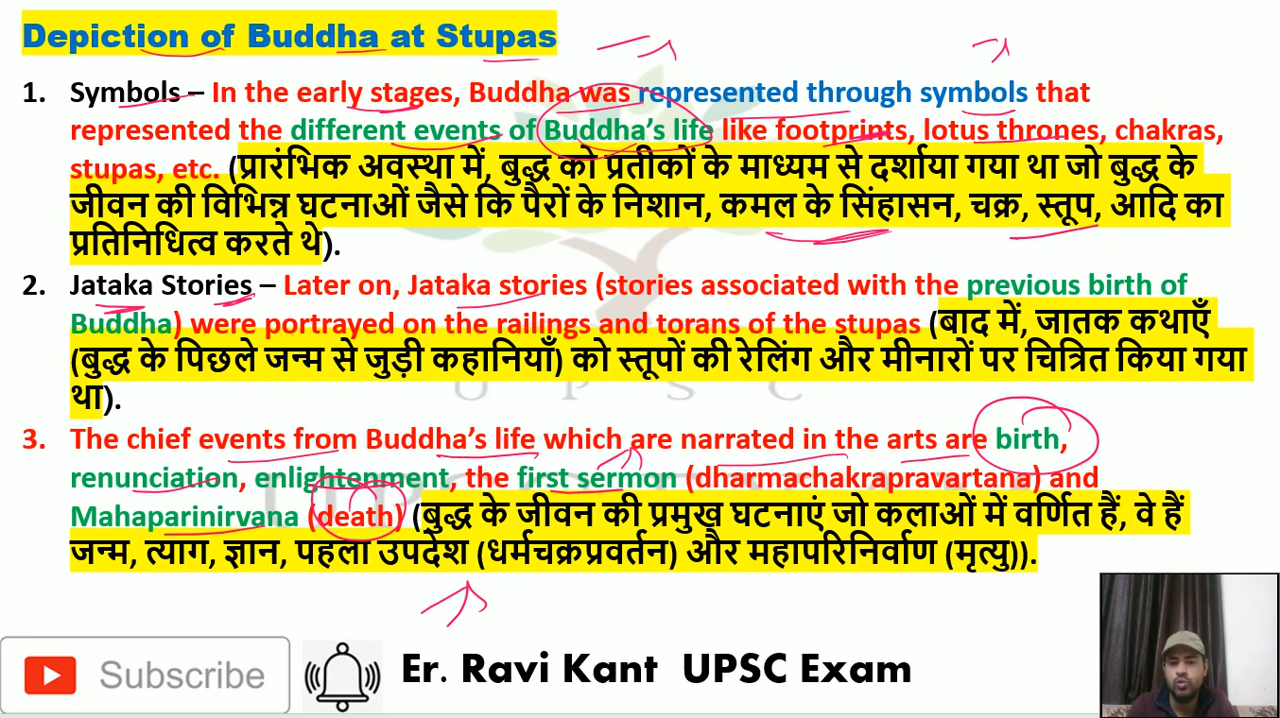 Depiction of Buddha at Stupas
1. Symbols – In the early stages, Buddha was represented through symbols that
represented the different events of Buddha's life like footprints, lotus thrones, chakras,
stupas, etc. (प्रारंभिक अवस्था में, बुद्ध को प्रतीकों के माध्यम से दर्शाया गया था जो बुद्ध के
जीवन की विभिन्न घटनाओं जैसे कि पैरों के निशान, कमल के सिंहासन, चक्र, स्तूप, आदि का
प्रतिनिधित्व करते थे).
2. Jataka Stories – Later on, Jataka stories (stories associated with the previous birth of
Buddha) were portrayed on the railings and torans of the stupas (बाद में, जातक कथाएँ
(बुद्ध के पिछले जन्म से जुड़ी कहानियाँ) को स्तूपों की रेलिंग और मीनारों पर चित्रित किया गया
था).
UPSC
3. The chief events from Buddha's life which are narrated in the arts are birth,
renunciation, enlightenment, the first sermon (dharmachakrapravartana) and
Mahaparinirvana (death) (बुद्ध के जीवन की प्रमुख घटनाएं जो कलाओं में वर्णित हैं, वे हैं
जन्म, त्याग, ज्ञान, पहला उपदेश (धर्मचक्रप्रवर्तन) और महापरिनिर्वाण (मृत्यु)).
Subscribe
Er. Ravi Kant UPSC Exam